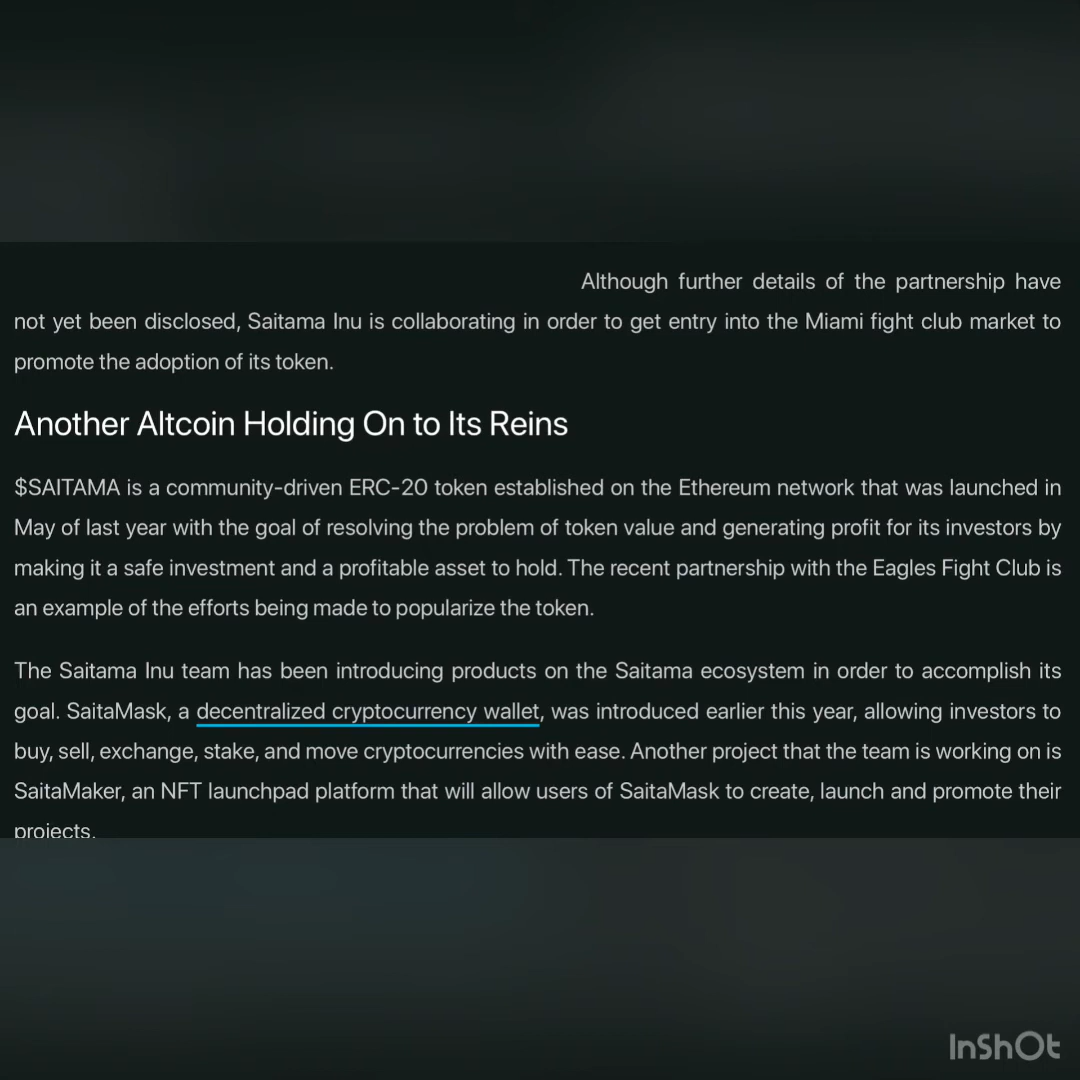 Although further details of the partnership have
not yet been disclosed, Saitama Inu is collaborating in order to get entry into the Miami fight club market to
promote the adoption of its token.
Another Altcoin Holding On to Its Reins
$SAITAMA is a community-driven ERC-20 token established on the Ethereum network that was launched in
May of last year with the goal of resolving the problem of token value and generating profit for its investors by
making it a safe investment and a profitable asset to hold. The recent partnership with the Eagles Fight Club is
an example of the efforts being made to popularize the token.
The Saitama Inu team has been introducing products on the Saitama ecosystem in order to accomplish its
goal. SaitaMask, a decentralized cryptocurrency wallet, was introduced earlier this year, allowing investors to
buy, sell, exchange, stake, and move cryptocurrencies with ease. Another project that the team is working on is
SaitaMaker, an NFT launchpad platform that will allow users of SaitaMask to create, launch and promote their
projects.
InShOt